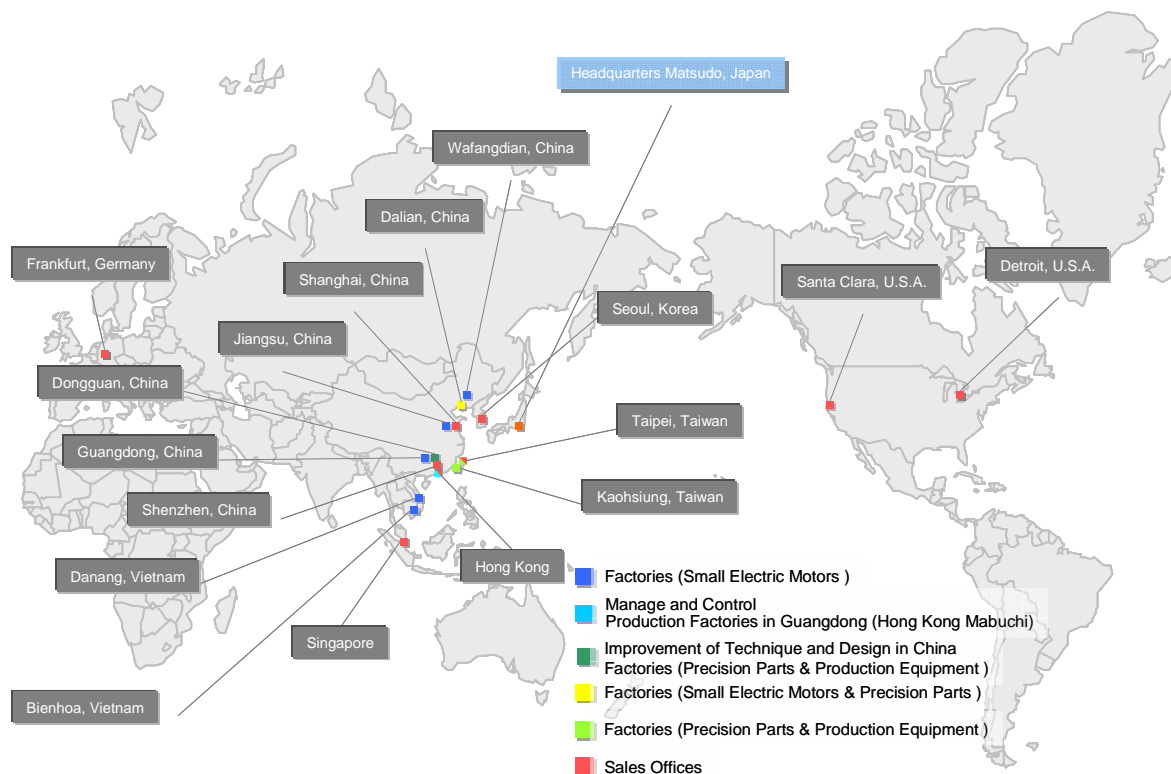 Headquarters Matsudo, Japan
Wafangdian, China
Dalian, China
Frankfurt, Germany
Shanghai, China
Santa Clara, U.S.A.
Detroit, U.S.A.
Seoul, Korea
Jiangsu, China
Dongguan, China
Taipei, Taiwan
Guangdong, China
Kaohsiung, Taiwan
Shenzhen, China
Hong Kong
Danang, Vietnam
Singapore
Bienhoa, Vietnam
Factories (Small Electric Motors )
Manage and Control
Production Factories in Guangdong (Hong Kong Mabuchi)
Improvement of Technique and Design in China
Factories (Precision Parts & Production Equipment )
Factories (Small Electric Motors & Precision Parts )
Factories (Precision Parts & Production Equipment )
Sales Offices